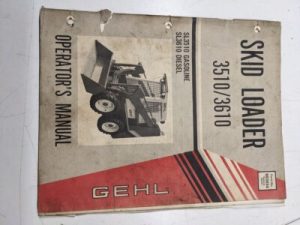 SKID LOADER
3510/3610
SL3510 GASOLINE
SL3610 DIESEL
OPERATOR'S MANUAL
GEHL